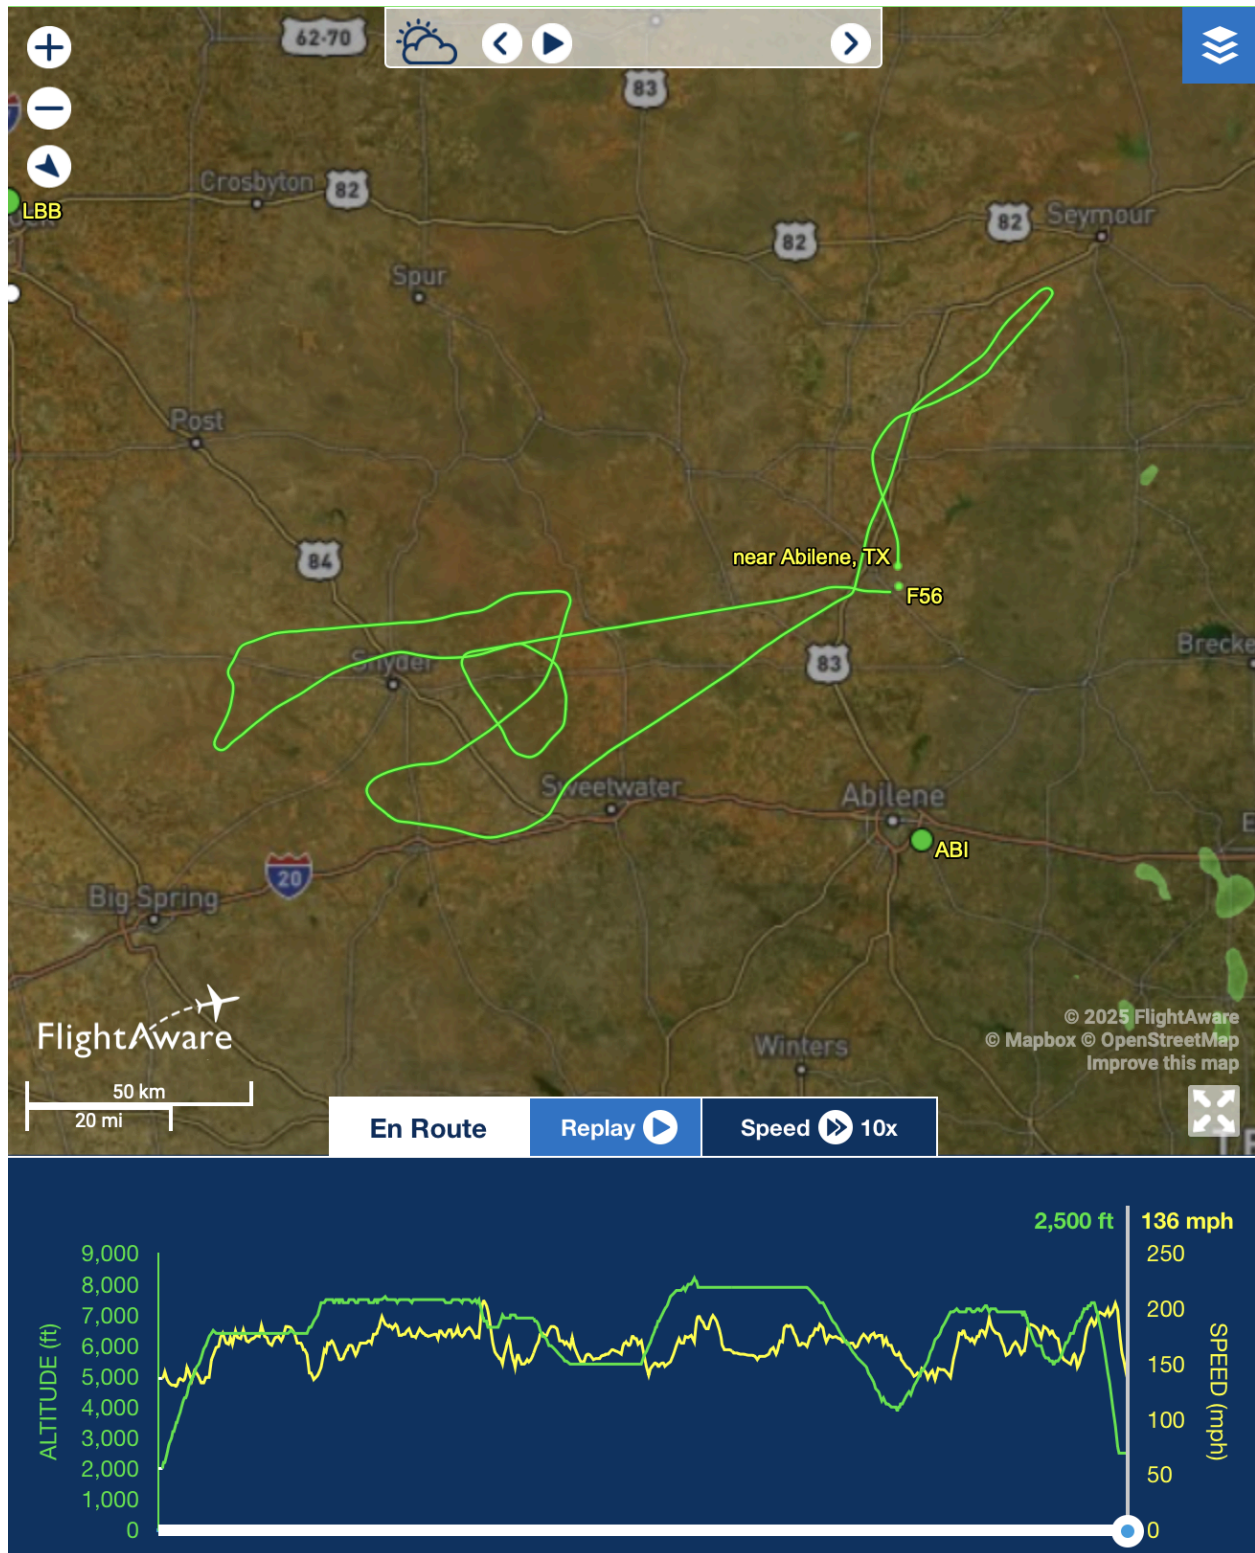 62-70
83
Crosbyton
82
LBB
82
82
Seymour
Spur
Post
84
near Abilene, TX
F56
Snyder
83
Brecke
Sweetwater
Abilene
ABI
20
Big Spring
FlightAware
© 2025 FlightAware
© Mapbox © OpenStreetMap
Improve this map
Winters
50 km
20 mi
En Route
Replay
Speed 10x
2,500 ft
136 mph
9,000
8,000
7,000
6,000
5,000
4,000
3,000
2,000
1,000
0
ALTITUDE (ft)
250
200
150
100
50
0
SPEED (mph)